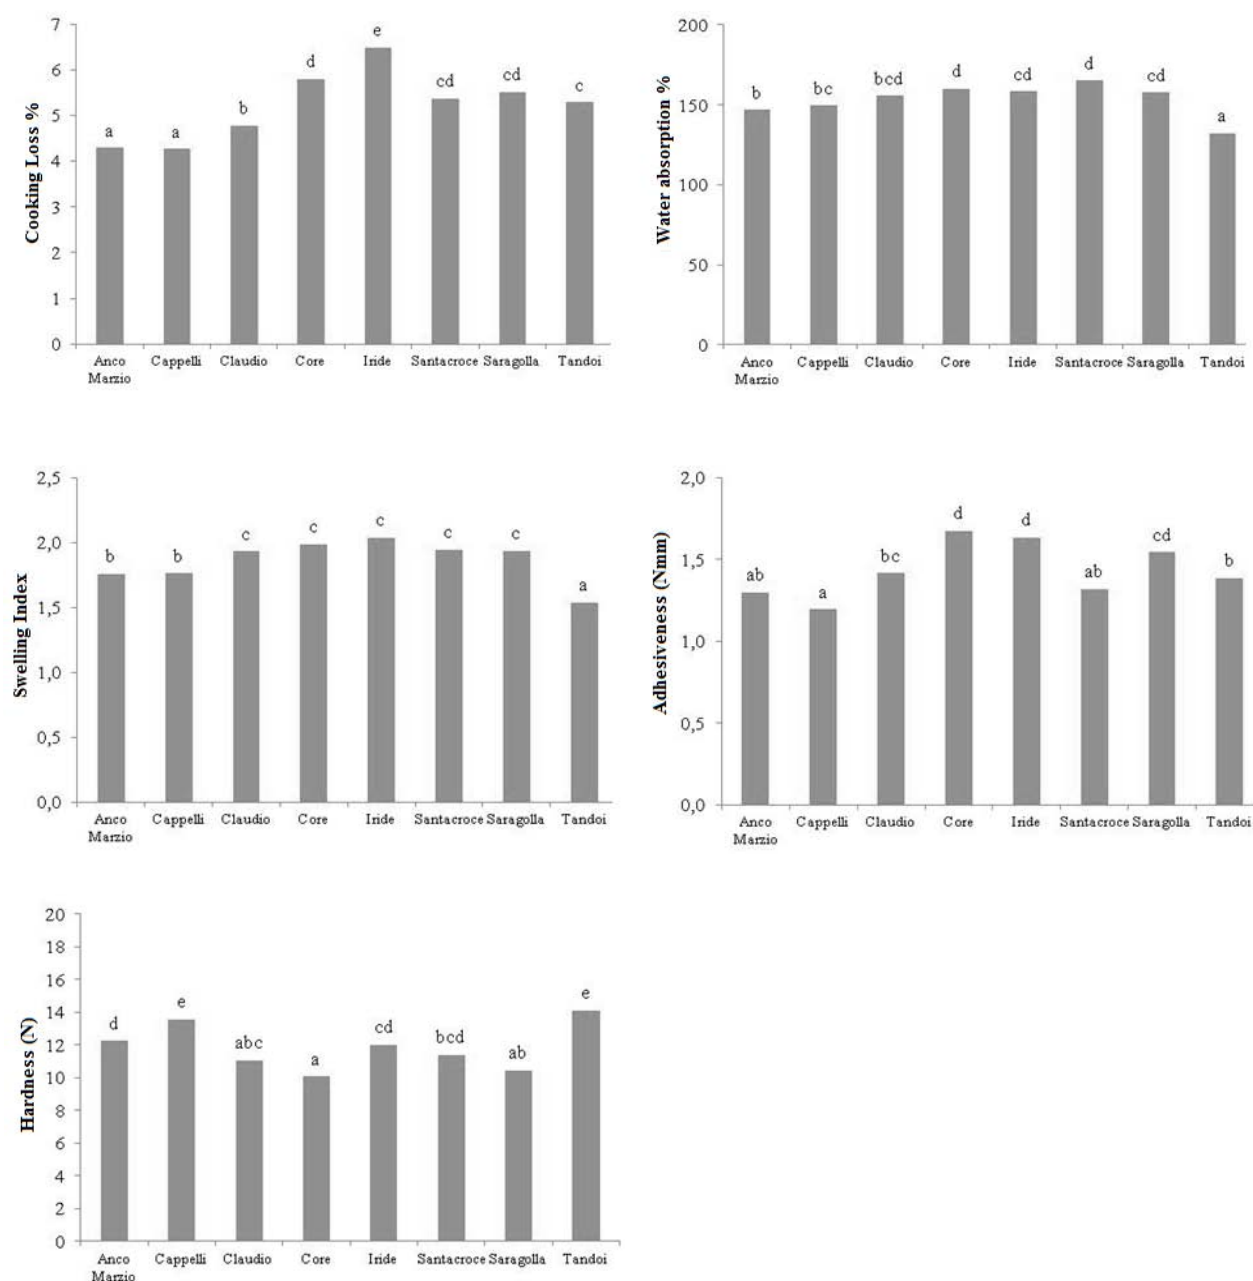 Cooking Loss %
7
6
5
4
3
2
1
0
a
a
b
d
e
cd
cd
c
Anco Marzio
Cappelli
Claudio
Core
Iride
Santacroce
Saragolla
Tandoi
Water absorption %
200
150
100
50
0
b
bc
bcd
d
cd
d
cd
a
Anco Marzio
Cappelli
Claudio
Core
Iride
Santacroce
Saragolla
Tandoi
Swelling Index
2,5
2,0
1,5
1,0
0,5
0,0
b
b
c
c
c
c
c
a
Anco Marzio
Cappelli
Claudio
Core
Iride
Santacroce
Saragolla
Tandoi
Adhesiveness (Nmm)
2,0
1,5
1,0
0,5
0,0
ab
a
bc
d
d
ab
cd
b
Anco Marzio
Cappelli
Claudio
Core
Iride
Santacroce
Saragolla
Tandoi
Hardness (N)
20
18
16
14
12
10
8
6
4
2
0
d
e
abc
a
cd
bcd
ab
e
Anco Marzio
Cappelli
Claudio
Core
Iride
Santacroce
Saragolla
Tandoi